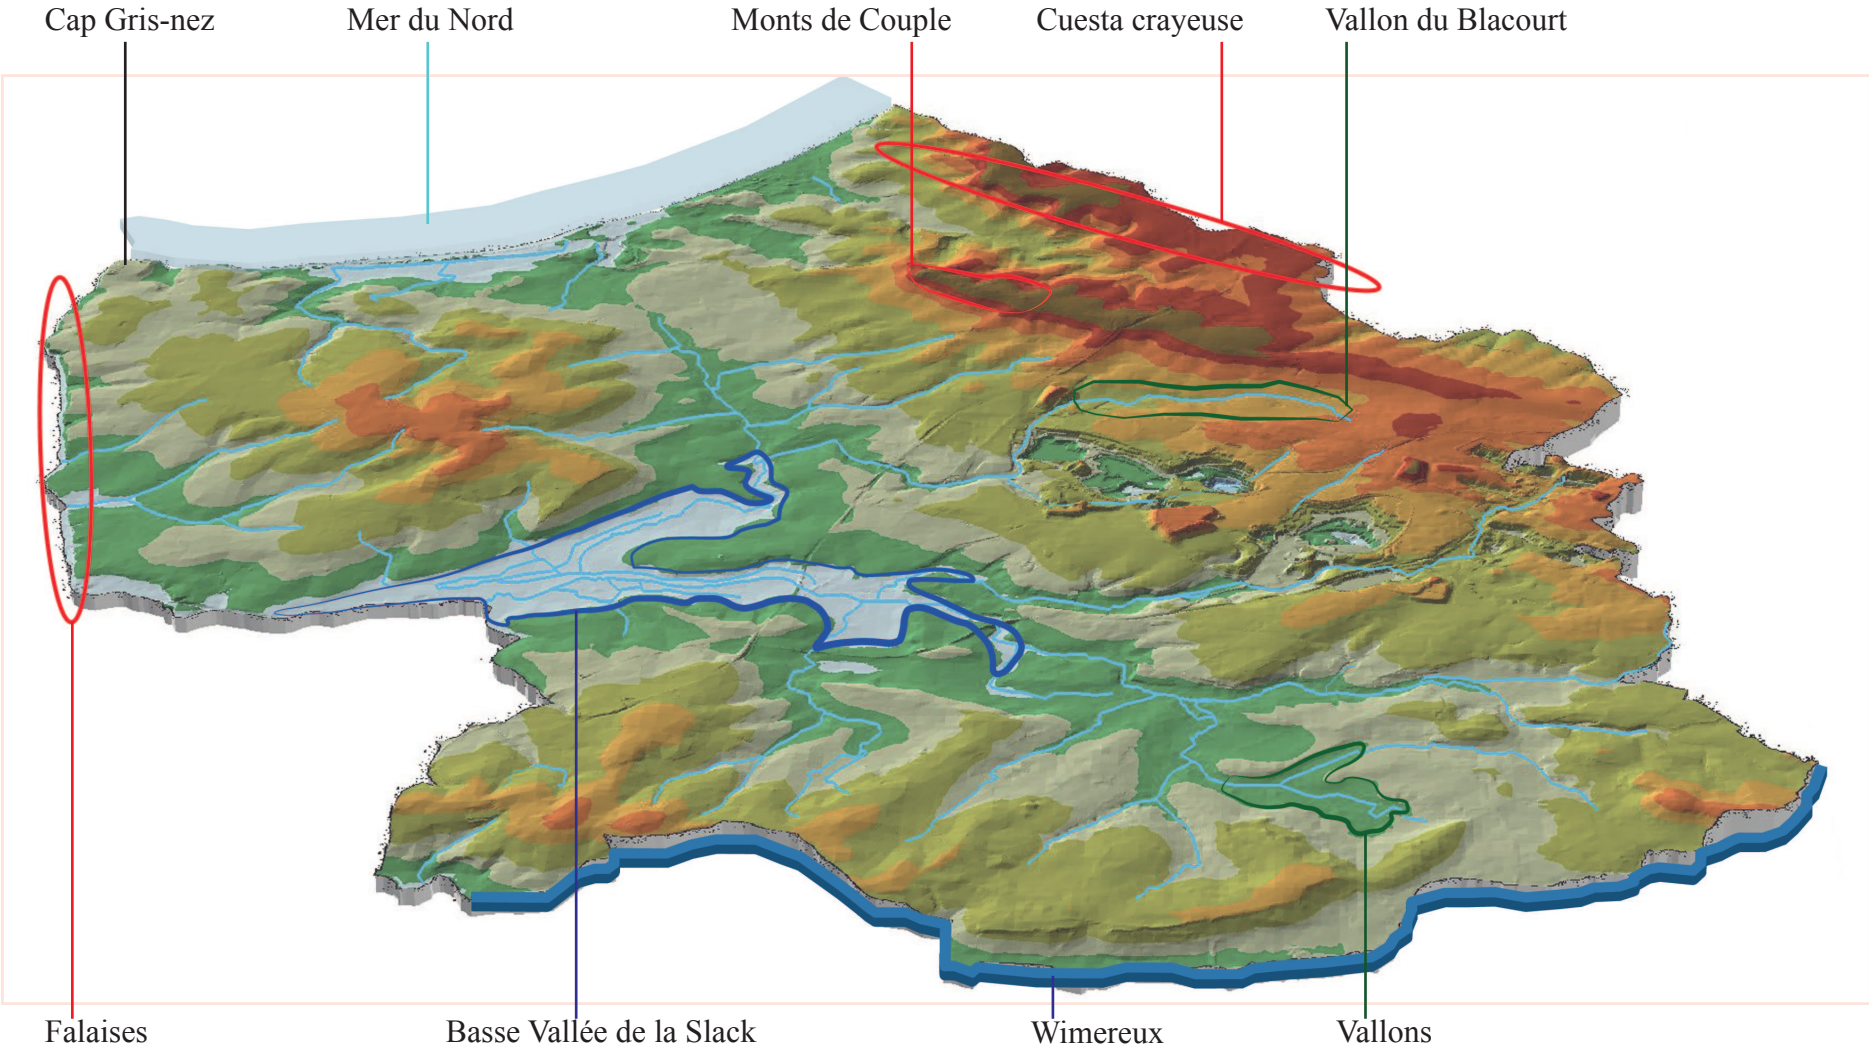 Cap Gris-nez
Mer du Nord
Monts de Couple
Cuesta crayeuse
Vallon du Blacourt
Falaises
Basse Vallée de la Slack
Wimereux
Vallons